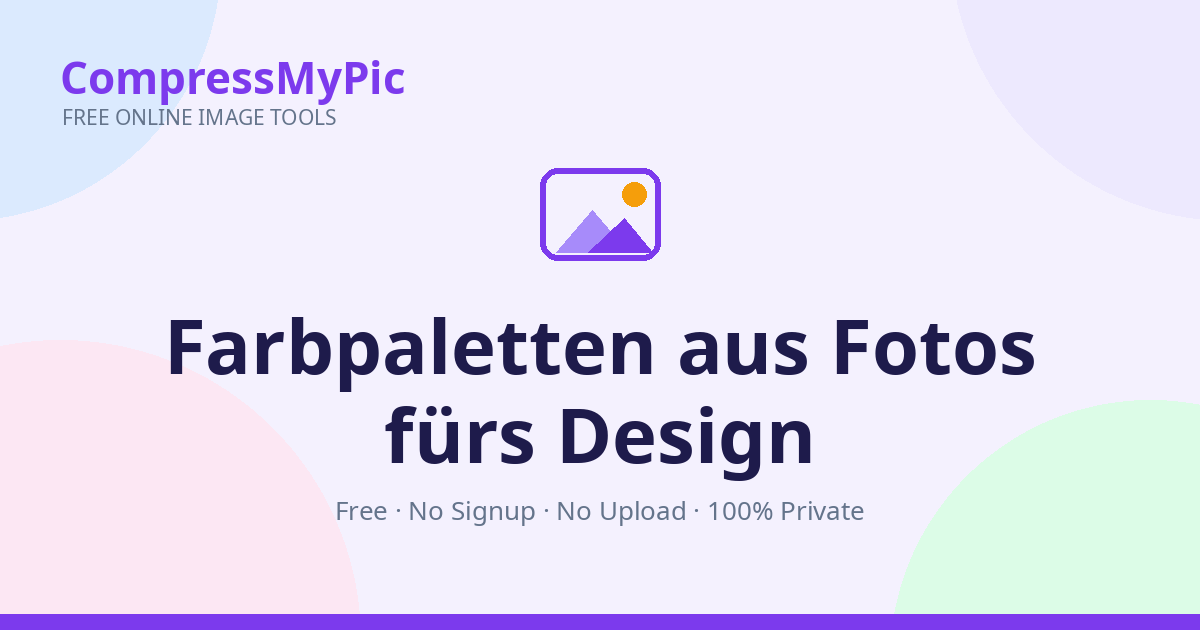 CompressMyPic
FREE ONLINE IMAGE TOOLS
Farbpaletten aus Fotos
fürs Design
Free · No Signup · No Upload · 100% Private